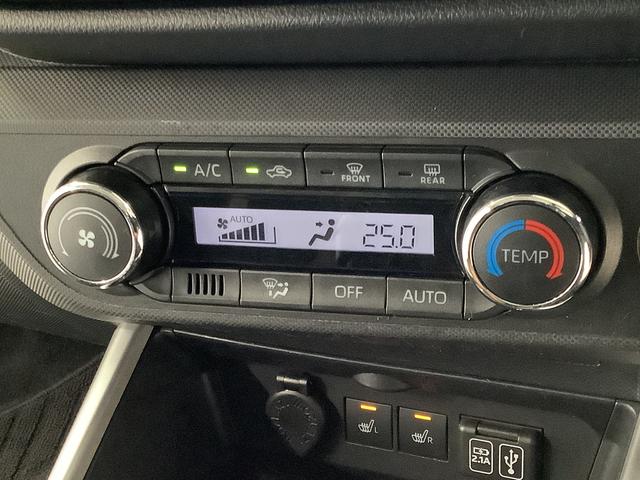 A/C
FRONT
REAR
AUTO
25.0
TEMP
OFF
AUTO
L
R
2.1A